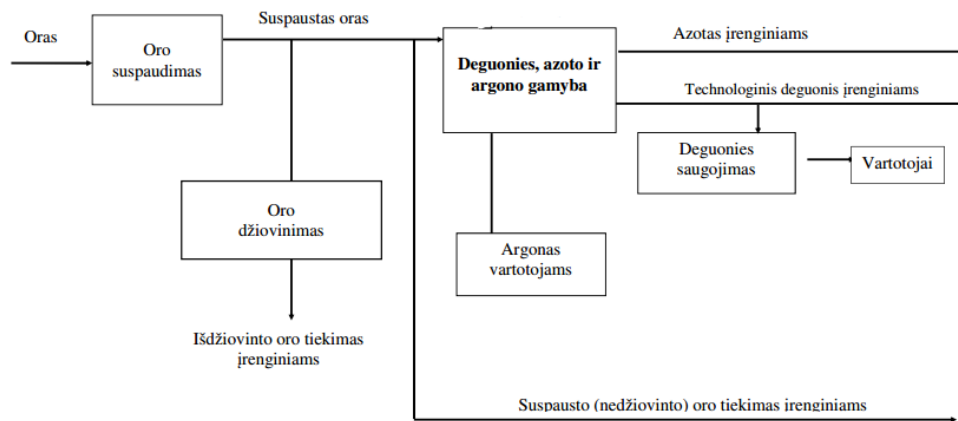 Suspaustas oras
Oras
Oro
suspaudimas
Deguonies, azoto ir
argono gamyba
Azotas įrenginiams
Technologinis deguonis įrenginiams
Deguonies
saugojimas
Vartotojai
Oro
džiovinimas
Argonas
vartotojams
Išdžiovinto oro tiekimas
įrenginiams
Suspausto (nedžiovinto) oro tiekimas įrenginiams